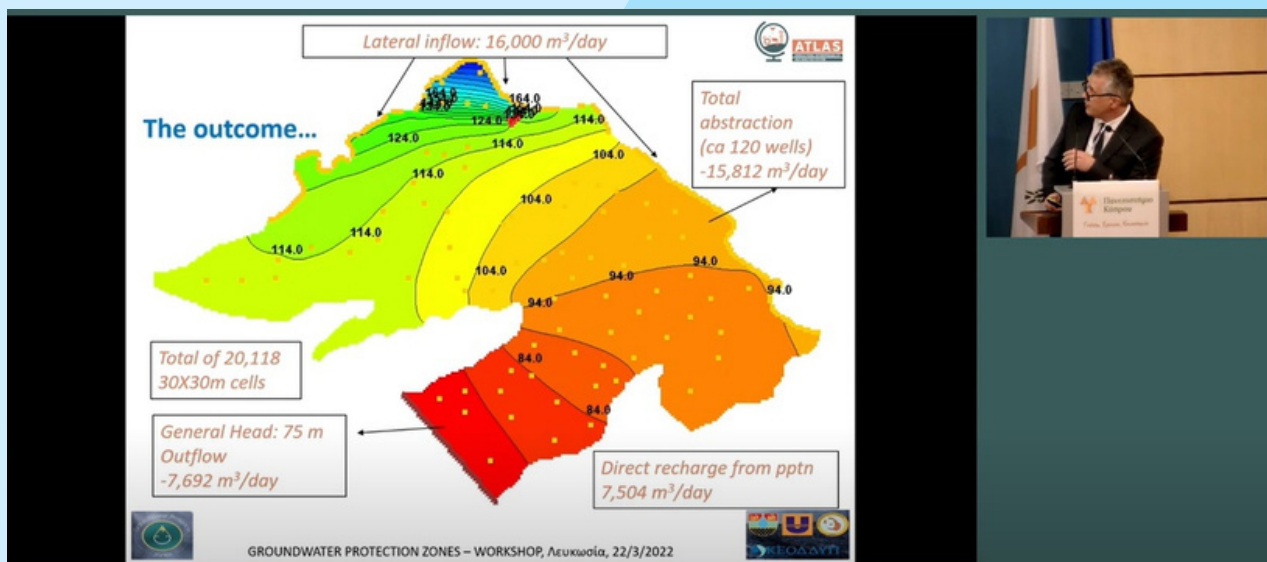 Lateral inflow: 16,000 m³/day
ATLAS
The outcome...
Total
abstraction
(ca 120 wells)
-15,812 m³/day
164.0
124.0
124.0
114.0
114.0
114.0
104.0
114.0
104.0
114.0
94.0
104.0
94.0
94.0
94.0
84.0
84.0
Total of 20,118
30X30m cells
General Head: 75 m
Outflow
-7,692 m³/day
Direct recharge from pptn
7,504 m³/day
GROUNDWATER PROTECTION ZONES – WORKSHOP, Λευκωσία, 22/3/2022
Πανεπιστήμιο
Κύπρου